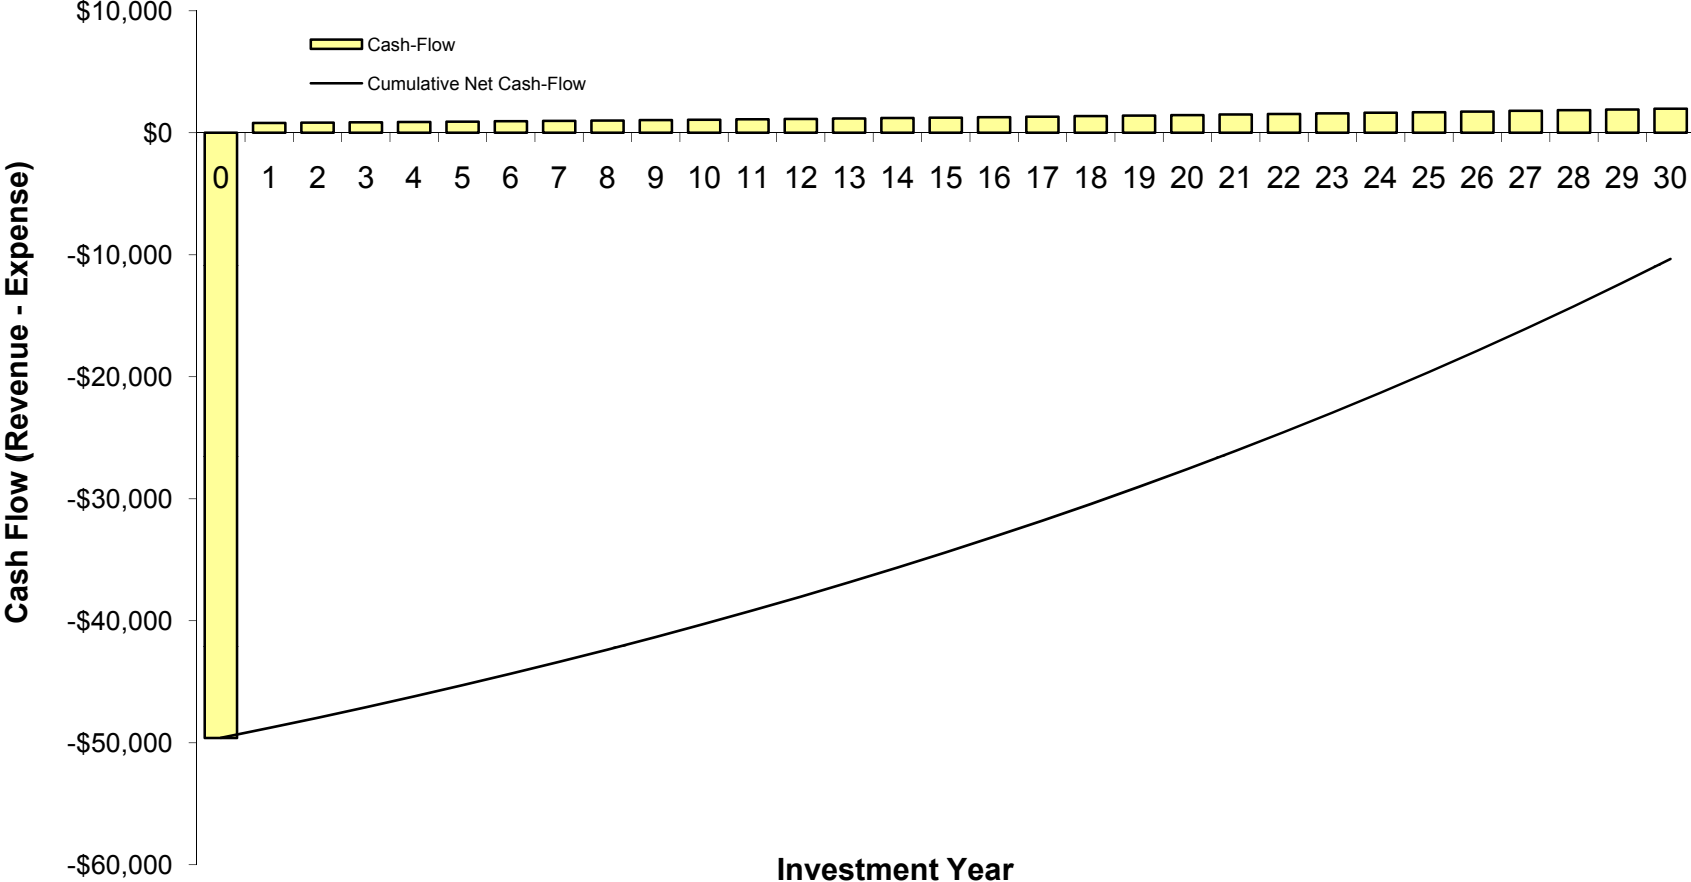 $10,000
Cash-Flow
Cumulative Net Cash-Flow
$0
0 1 2 3 4 5 6 7 8 9 10 11 12 13 14 15 16 17 18 19 20 21 22 23 24 25 26 27 28 29 30
-$10,000
-$20,000
-$30,000
-$40,000
-$50,000
-$60,000
Cash Flow (Revenue - Expense)
Investment Year